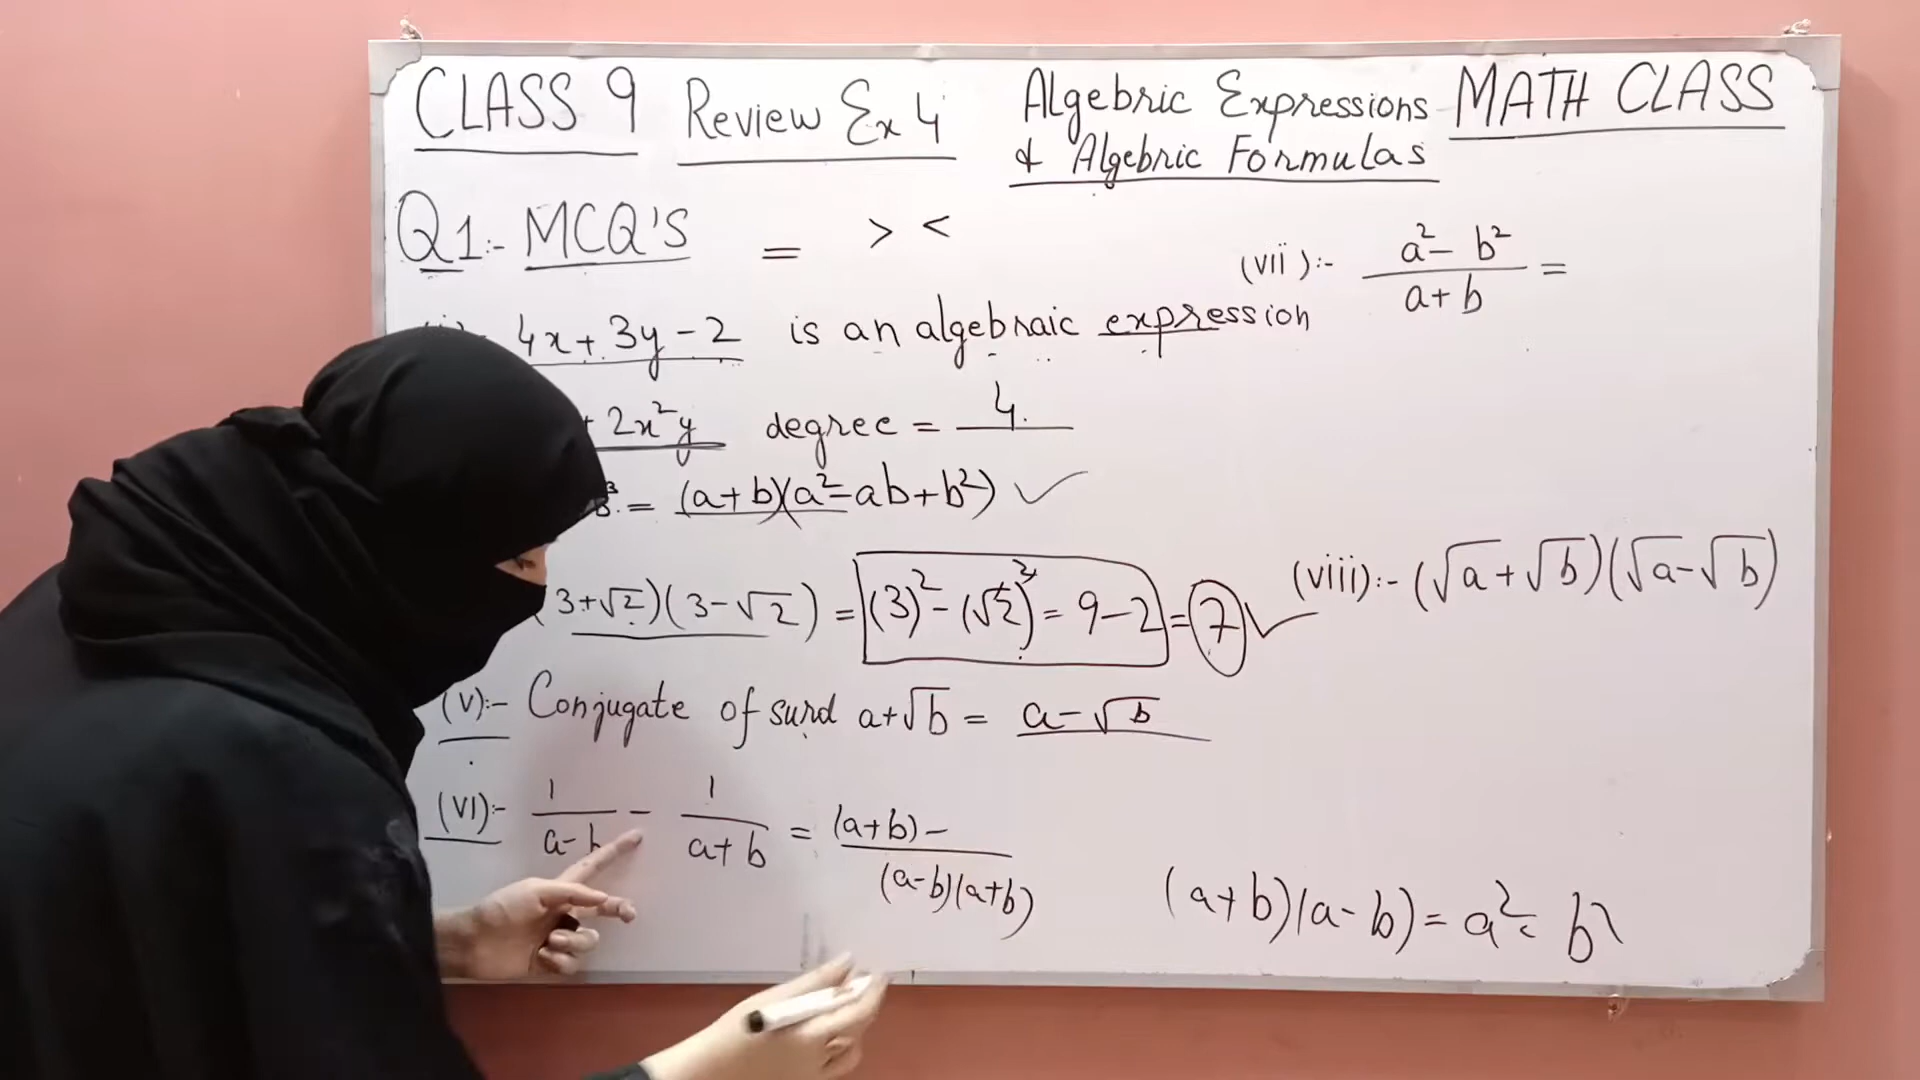 CLASS 9 Review Ex 4 Algebric Expressions MATH CLASS
& Algebric Formulas
Q1:- MCQ'S = > <
4x + 3y - 2 is an algebraic expression
+ 2x²y degree = 4.
³ = (a+b)(a²-ab+b²) ✓
(3+√2)(3-√2) = (3)² - (√2)² = 9-2 = 7 ✓
(v):- Conjugate of surd a+√b = a-√b
(VI):- 1/(a-b) - 1/(a+b) = (a+b) - / (a-b)(a+b)
(a+b)(a-b) = a² - b²
(vii):- a² - b² / a+b =
(viii):- (√a+√b)(√a-√b)